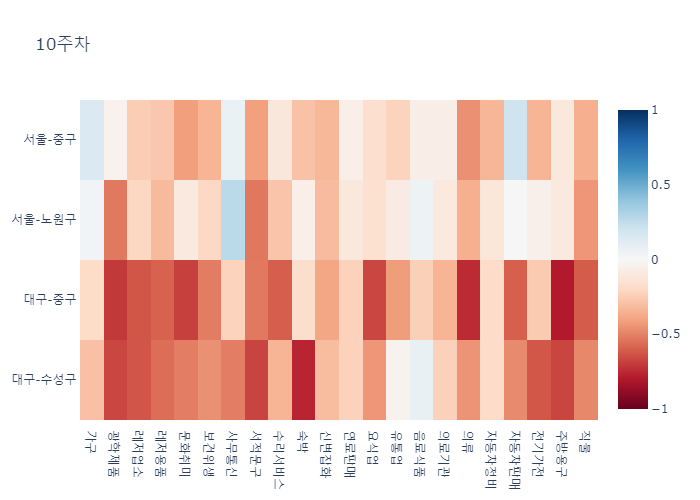 10주차
서울-중구
서울-노원구
대구-중구
대구-수성구
가구
광학제품
레저업소
레저용품
문화취미
보건위생
사무통신
서적문구
수리서비스
숙박
신변잡화
연료판매
요식업
유통업
음료식품
의료기관
의류
자동차정비
자동차판매
전기가전
주방용구
직물
1
0.5
0
−0.5
−1